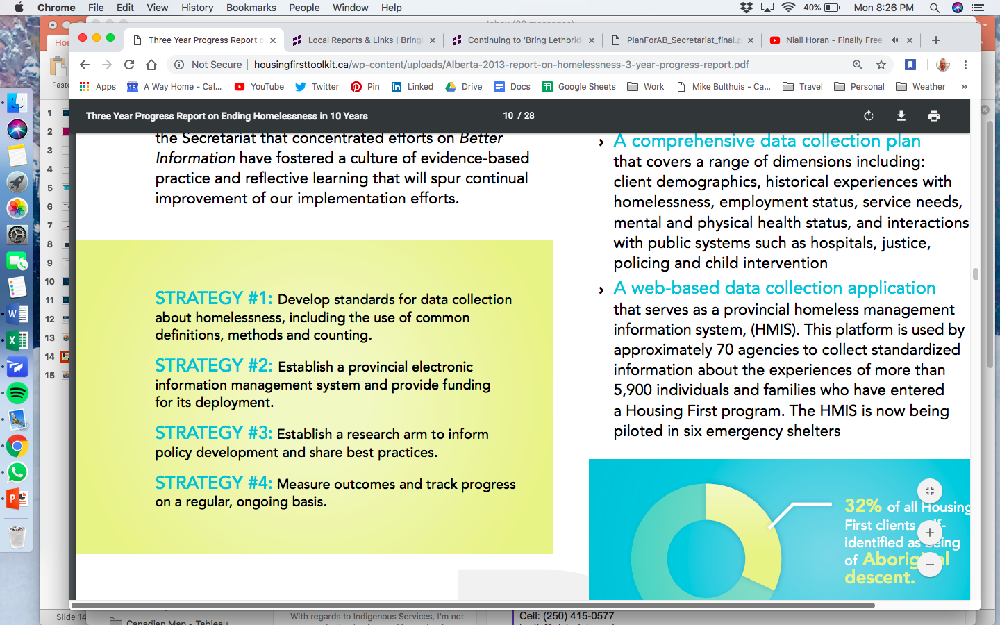 Chrome File Edit View History Bookmarks People Window Help
40% Mon 8:26 PM
Three Year Progress Report o
Local Reports & Links | Bring
Continuing to ‘Bring Lethbrid
PlanForAB_Secretariat_final.p
Niall Horan - Finally Free
Not Secure | housingfirsttoolkit.ca/wp-content/uploads/Alberta-2013-report-on-homelessness-3-year-progress-report.pdf
Apps A Way Home - Cal... YouTube Twitter Pin Linked Drive Docs Google Sheets Work Mike Bulthuis - Ca... Travel Personal Weather »
Three Year Progress Report on Ending Homelessness in 10 Years 10 / 28
Paste
1
2
3
4
5
6
7
8
9
10
11
12
13
14
15
the Secretariat that concentrated efforts on Better
Information have fostered a culture of evidence-based
practice and reflective learning that will spur continual
improvement of our implementation efforts.
STRATEGY #1: Develop standards for data collection
about homelessness, including the use of common
definitions, methods and counting.
STRATEGY #2: Establish a provincial electronic
information management system and provide funding
for its deployment.
STRATEGY #3: Establish a research arm to inform
policy development and share best practices.
STRATEGY #4: Measure outcomes and track progress
on a regular, ongoing basis.
› A comprehensive data collection plan
that covers a range of dimensions including:
client demographics, historical experiences with
homelessness, employment status, service needs,
mental and physical health status, and interactions
with public systems such as hospitals, justice,
policing and child intervention
› A web-based data collection application
that serves as a provincial homeless management
information system, (HMIS). This platform is used by
approximately 70 agencies to collect standardized
information about the experiences of more than
5,900 individuals and families who have entered
a Housing First program. The HMIS is now being
piloted in six emergency shelters
32% of all Housing
First clients
identified as being
of Aboriginal
descent.
Slide 14
Canadian Map - Tableau
With regards to Indigenous Services, I'm not
Cell: (250) 415-0577